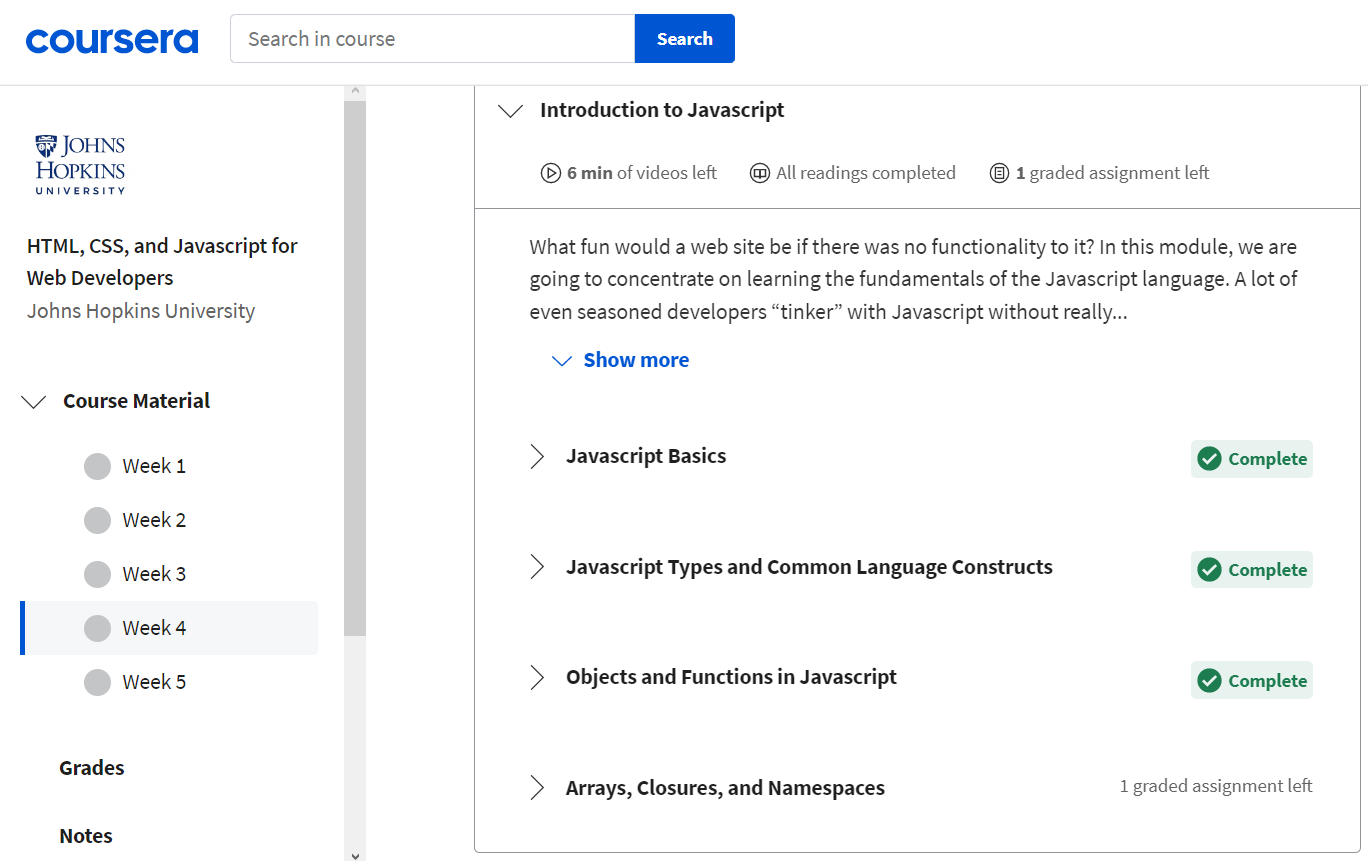 coursera
Search in course
Search
JOHNS
HOPKINS
UNIVERSITY
HTML, CSS, and Javascript for
Web Developers
Johns Hopkins University
Course Material
Week 1
Week 2
Week 3
Week 4
Week 5
Grades
Notes
Introduction to Javascript
6 min of videos left
All readings completed
1 graded assignment left
What fun would a web site be if there was no functionality to it? In this module, we are
going to concentrate on learning the fundamentals of the Javascript language. A lot of
even seasoned developers “tinker” with Javascript without really...
Show more
Javascript Basics
Complete
Javascript Types and Common Language Constructs
Complete
Objects and Functions in Javascript
Complete
Arrays, Closures, and Namespaces
1 graded assignment left